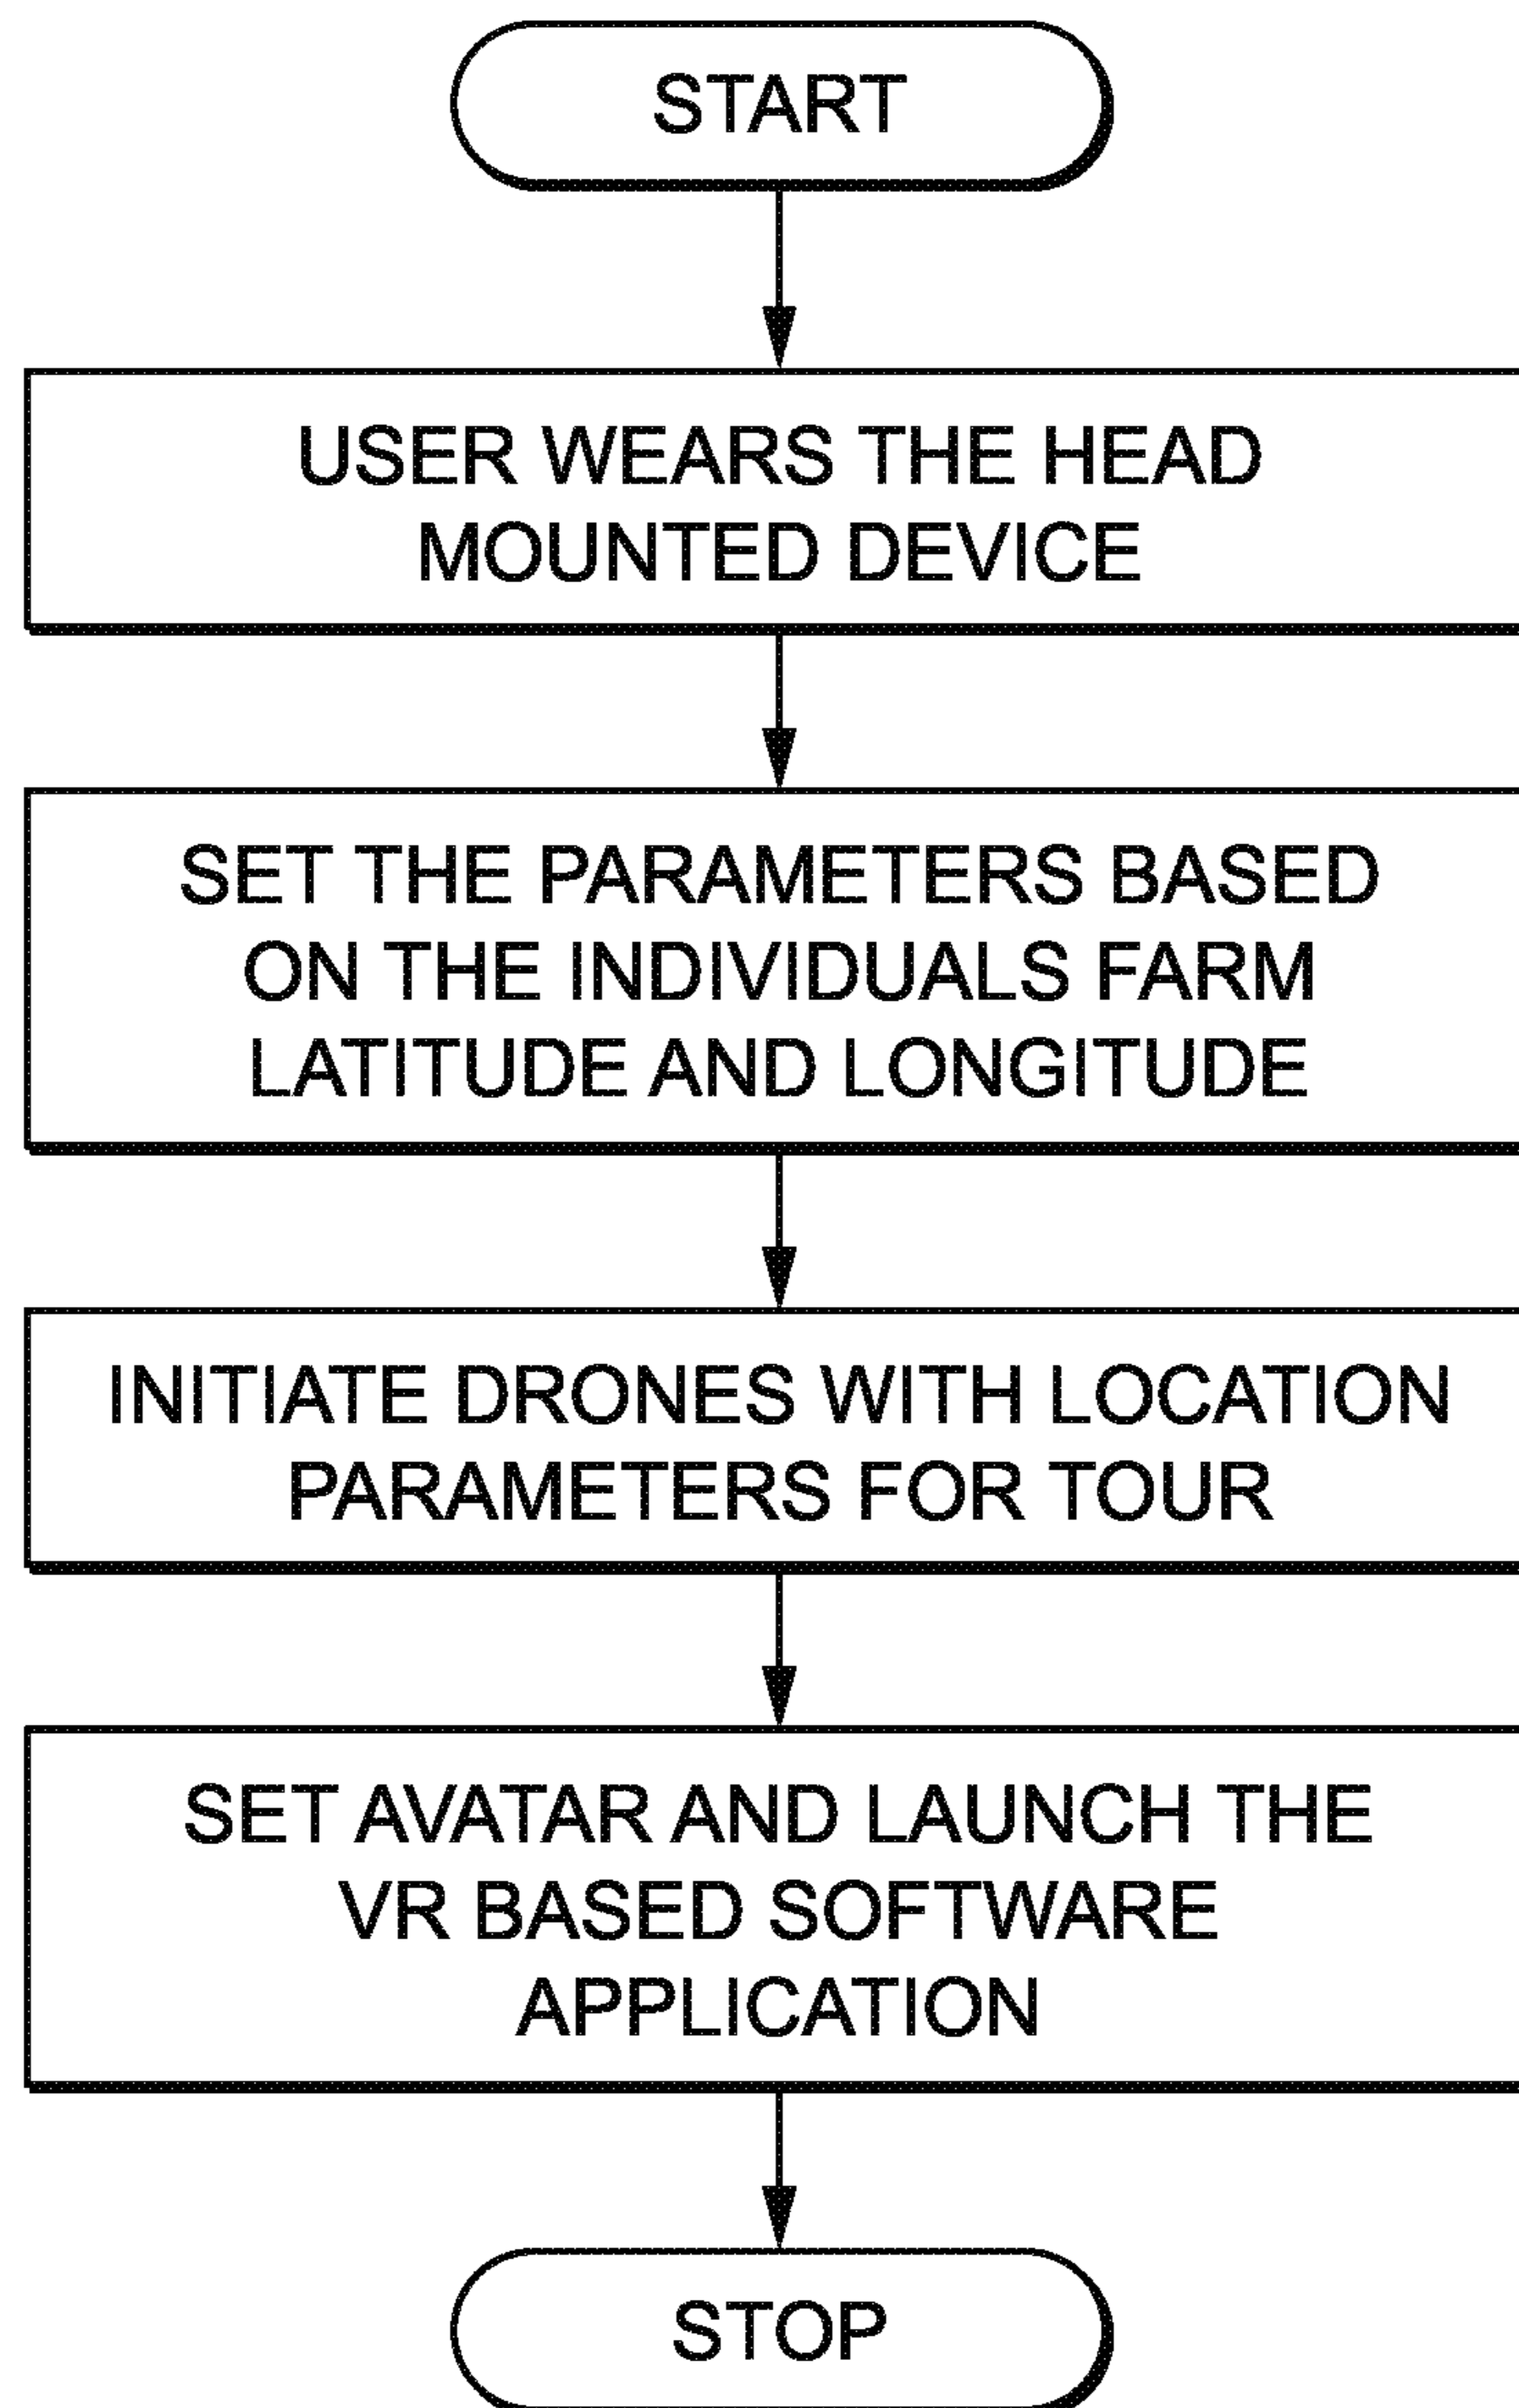 START
USER WEARS THE HEAD
MOUNTED DEVICE
SET THE PARAMETERS BASED
ON THE INDIVIDUALS FARM
LATITUDE AND LONGITUDE
INITIATE DRONES WITH LOCATION
PARAMETERS FOR TOUR
SET AVATAR AND LAUNCH THE
VR BASED SOFTWARE
APPLICATION
STOP